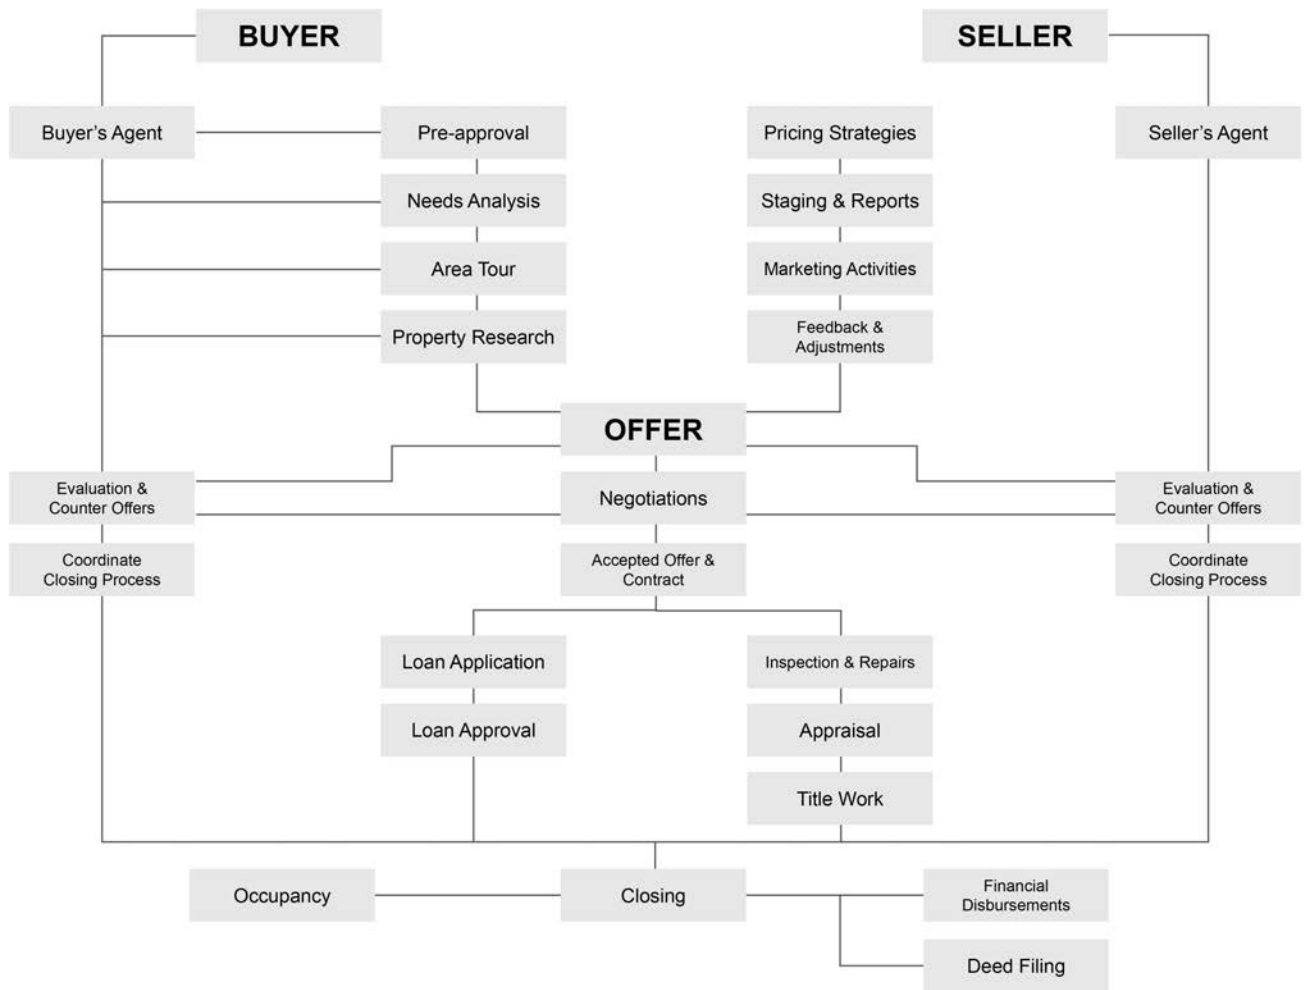 BUYER
SELLER
Buyer's Agent
Pre-approval
Pricing Strategies
Seller's Agent
Needs Analysis
Staging & Reports
Area Tour
Marketing Activities
Property Research
Feedback &
Adjustments
OFFER
Evaluation &
Counter Offers
Negotiations
Evaluation &
Counter Offers
Coordinate
Closing Process
Accepted Offer &
Contract
Coordinate
Closing Process
Loan Application
Inspection & Repairs
Loan Approval
Appraisal
Title Work
Occupancy
Closing
Financial
Disbursements
Deed Filing